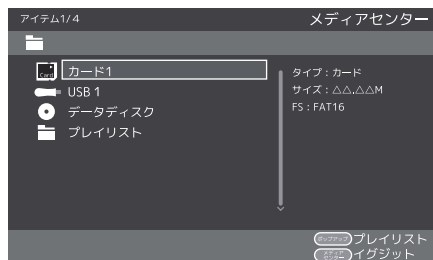 アイテム1/4
メディアセンター
Card
カード1
USB 1
データディスク
プレイリスト
タイプ : カード
サイズ : △△.△△M
FS : FAT16
ポップアップ プレイリスト
メディアセンター イグジット